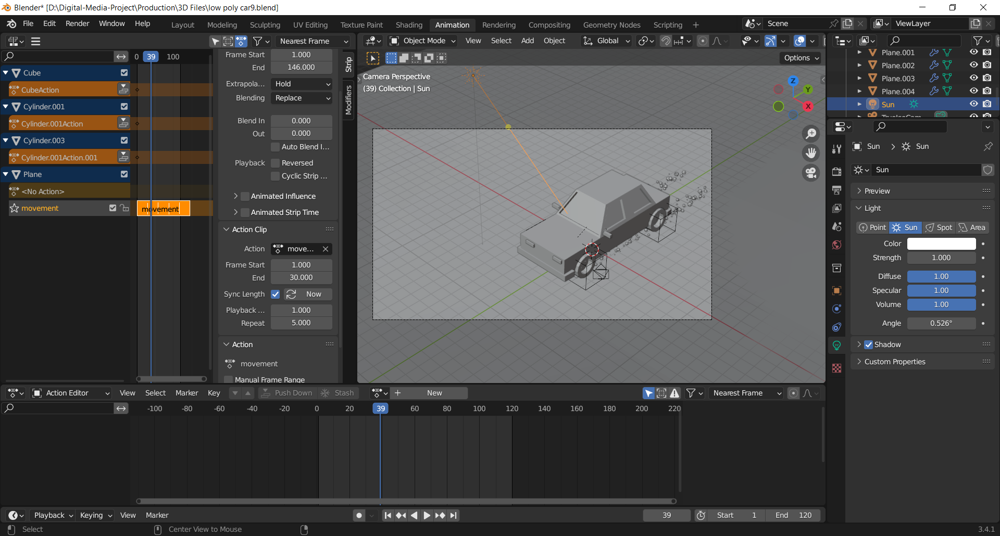 Blender* [D:\Digital-Media-Project\Production\3D Files\low poly car9.blend]
File Edit Render Window Help
Layout Modeling Sculpting UV Editing Texture Paint Shading Animation Rendering Compositing Geometry Nodes Scripting +
Scene ViewLayer
Nearest Frame
0 39 100
Cube
CubeAction
Cylinder.001
Cylinder.001Action
Cylinder.003
Cylinder.001Action.001
Plane
<No Action>
movement
movement
Frame Start 1.000
End 146.000
Extrapola... Hold
Blending Replace
Blend In 0.000
Out 0.000
Auto Blend I...
Playback Reversed
Cyclic Strip ...
Animated Influence
Animated Strip Time
Action Clip
Action move...
Frame Start 1.000
End 30.000
Sync Length Now
Playback ... 1.000
Repeat 5.000
Action
movement
Manual Frame Range
Strip
Modifiers
Object Mode View Select Add Object Global
Options
Camera Perspective
(39) Collection | Sun
Z
Y
X
Plane.001
Plane.002
Plane.003
Plane.004
Sun
Sun Sun
Sun
Preview
Light
Point Sun Spot Area
Color
Strength 1.000
Diffuse 1.00
Specular 1.00
Volume 1.00
Angle 0.526°
Shadow
Custom Properties
Action Editor View Select Marker Key Push Down Stash New Nearest Frame
-100 -80 -60 -40 -20 0 20 39 60 80 100 120 140 160 180 200 220
Playback Keying View Marker 39 Start 1 End 120
Select Center View to Mouse 3.4.1